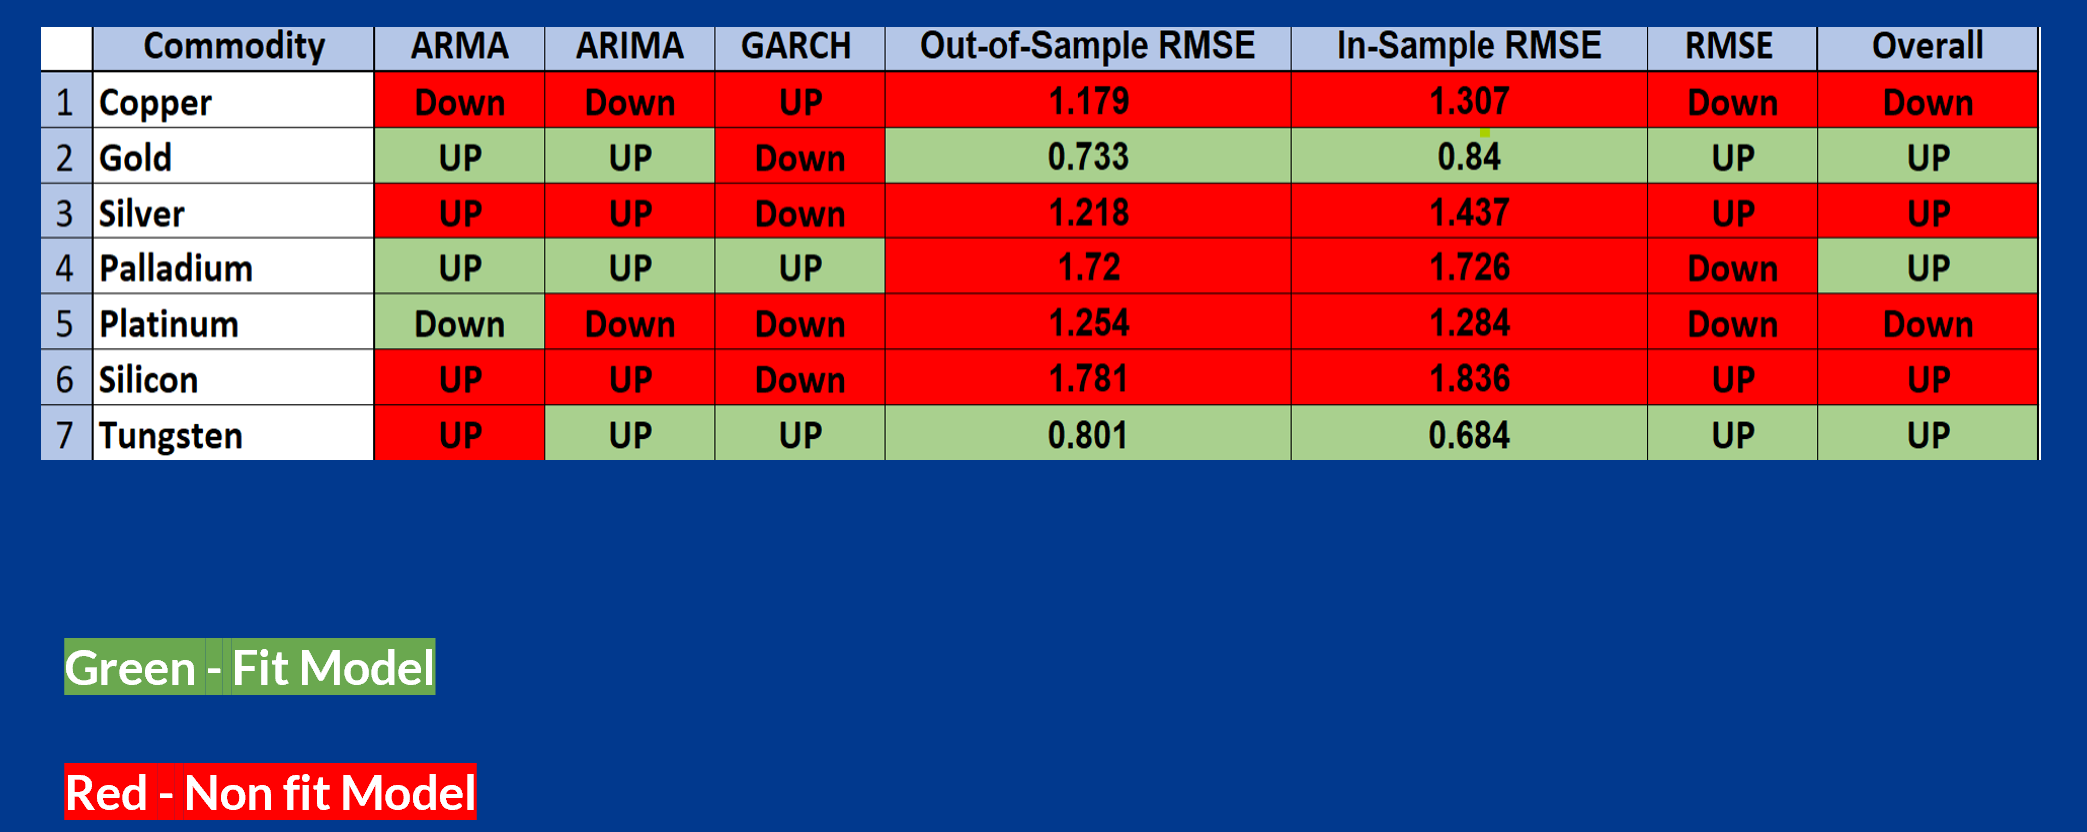 Commodity ARMA ARIMA GARCH Out-of-Sample RMSE In-Sample RMSE RMSE Overall
1 Copper Down Down UP 1.179 1.307 Down Down
2 Gold UP UP Down 0.733 0.84 UP UP
3 Silver UP UP Down 1.218 1.437 UP UP
4 Palladium UP UP UP 1.72 1.726 Down UP
5 Platinum Down Down Down 1.254 1.284 Down Down
6 Silicon UP UP Down 1.781 1.836 UP UP
7 Tungsten UP UP UP 0.801 0.684 UP UP
Green - Fit Model
Red - Non fit Model